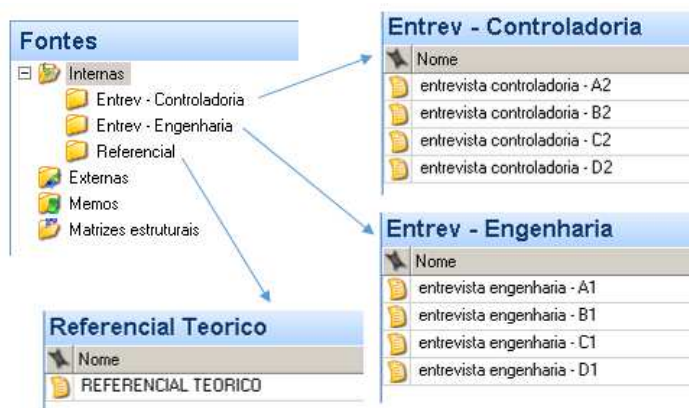 Fontes
Internas
Entrev - Controladoria
Entrev - Engenharia
Referencial
Externas
Memos
Matrizes estruturais
Entrev - Controladoria
Nome
entrevista controladoria - A2
entrevista controladoria - B2
entrevista controladoria - C2
entrevista controladoria - D2
Entrev - Engenharia
Nome
entrevista engenharia - A1
entrevista engenharia - B1
entrevista engenharia - C1
entrevista engenharia - D1
Referencial Teorico
Nome
REFERENCIAL TEORICO